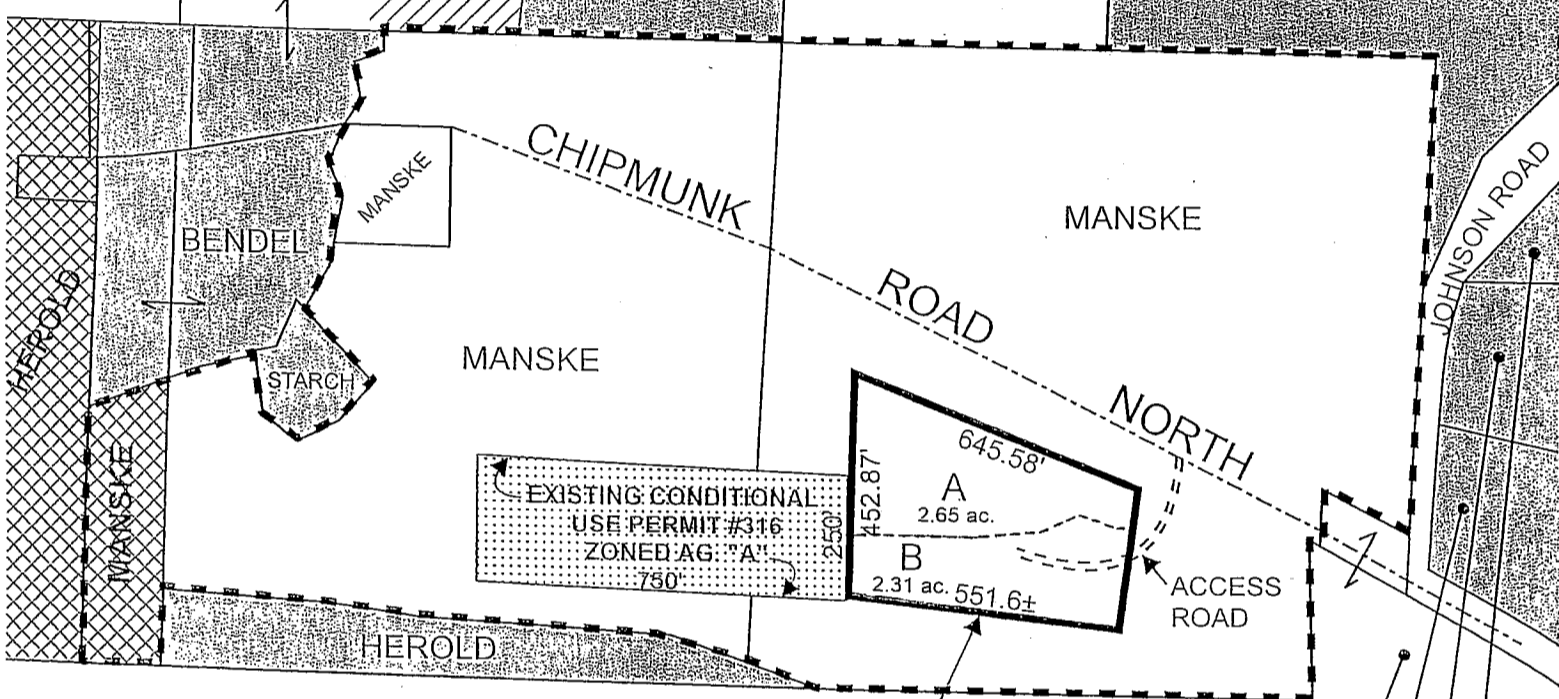 CHIPMUNK
ROAD
NORTH
MANSKE
MANSKE
JOHNSON ROAD
BENDEL
HEROLD
STARCH
MANSKE
MANSKE
645.58'
452.87'
A
2.65 ac.
B
2.31 ac.
551.6±
EXISTING CONDITIONAL
USE PERMIT #316
ZONED AG. "A"
750'
250'
ACCESS
ROAD
HEROLD